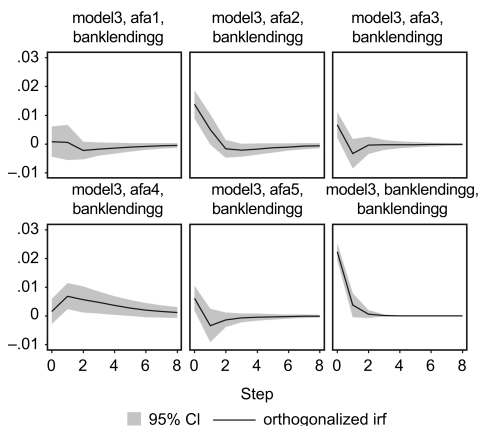 model3, afa1,
banklendingg
model3, afa2,
banklendingg
model3, afa3,
banklendingg
.03
.02
.01
0
–.01
model3, afa4,
banklendingg
model3, afa5,
banklendingg
model3, banklendingg,
banklendingg
.03
.02
.01
0
–.01
0 2 4 6 8 0 2 4 6 8 0 2 4 6 8
Step
95% CI orthogonalized irf